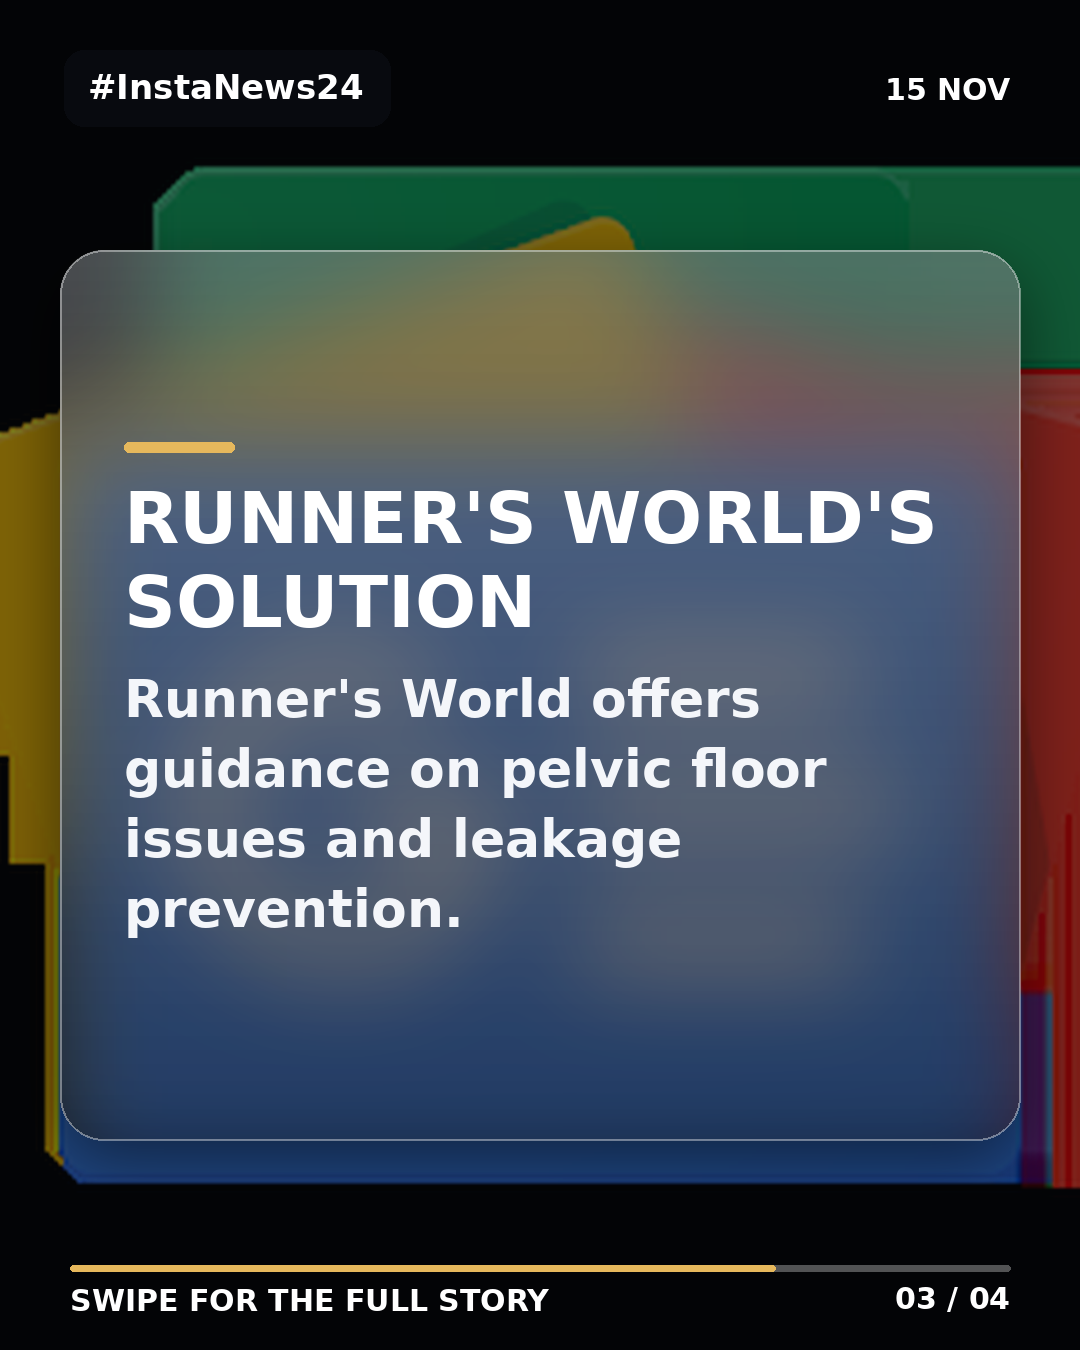 #InstaNews24
15 NOV
RUNNER'S WORLD'S
SOLUTION
Runner's World offers
guidance on pelvic floor
issues and leakage
prevention.
SWIPE FOR THE FULL STORY
03 / 04